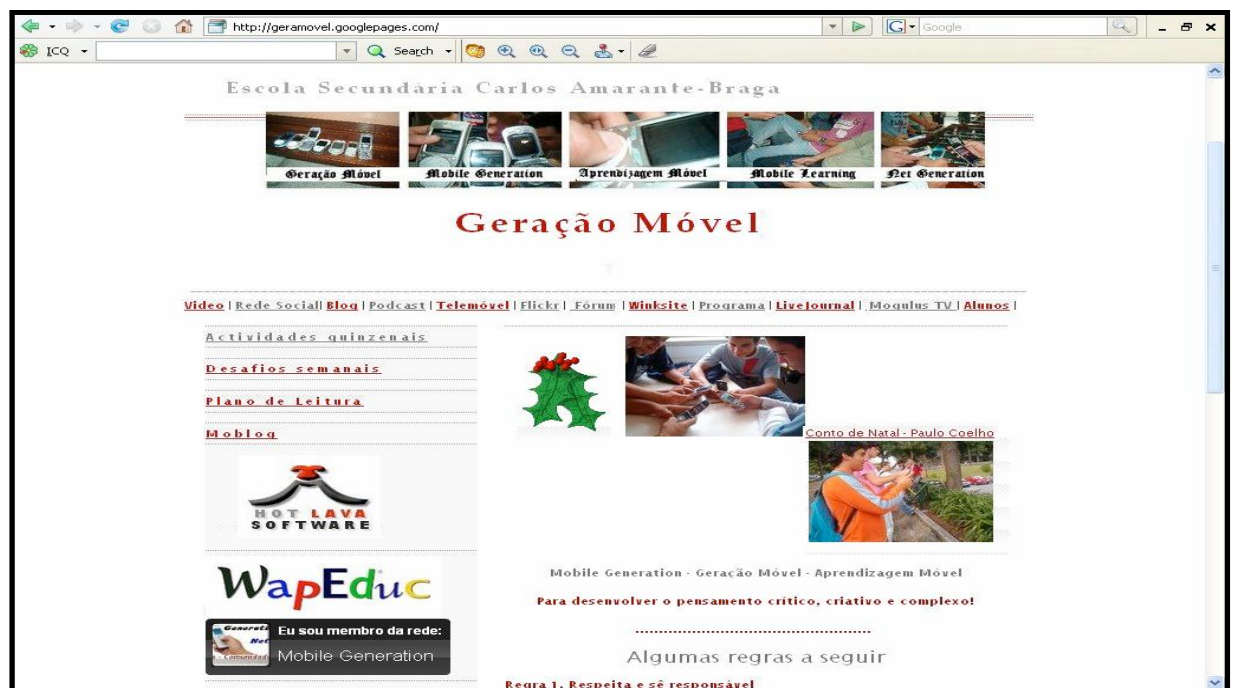 http://geramovel.googlepages.com/
Google
ICQ
Search
Escola Secundária Carlos Amarante-Braga
Geração Móvel
Mobile Generation
Aprendizagem Móvel
Mobile Learning
Net Generation
Geração Móvel
Video | Rede Social| Blog | Podcast | Telemóvel | Flickr | Fórum | Winksite | Programa | LiveJournal | Mogulus TV | Alunos |
Actividades quinzenais
Desafios semanais
Plano de Leitura
Moblog
HOT LAVA
SOFTWARE
WapEduc
Eu sou membro da rede:
Mobile Generation
Conto de Natal - Paulo Coelho
Mobile Generation - Geração Móvel - Aprendizagem Móvel
Para desenvolver o pensamento crítico, criativo e complexo!
Algumas regras a seguir
Regra 1. Respeita e sê responsável